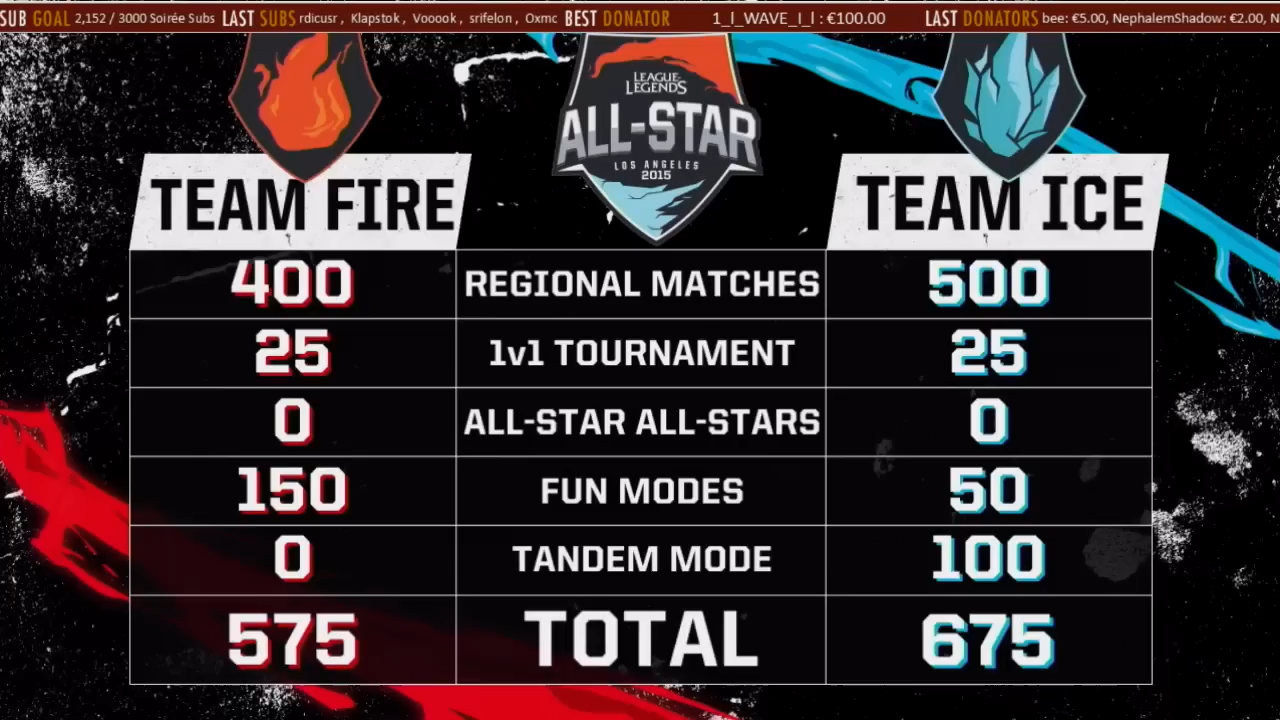 SUB GOAL 2,152 / 3000 Soirée Subs LAST SUBS rdicusr , Klapstok , Vooook , srifelon , Oxmc BEST DONATOR 1_I_WAVE_I_I : €100.00 LAST DONATORS bee: €5.00, NephalemShadow: €2.00, N
LEAGUE OF LEGENDS
ALL-STAR
LOS ANGELES
2015
TEAM FIRE TEAM ICE
400 REGIONAL MATCHES 500
25 1v1 TOURNAMENT 25
0 ALL-STAR ALL-STARS 0
150 FUN MODES 50
0 TANDEM MODE 100
575 TOTAL 675